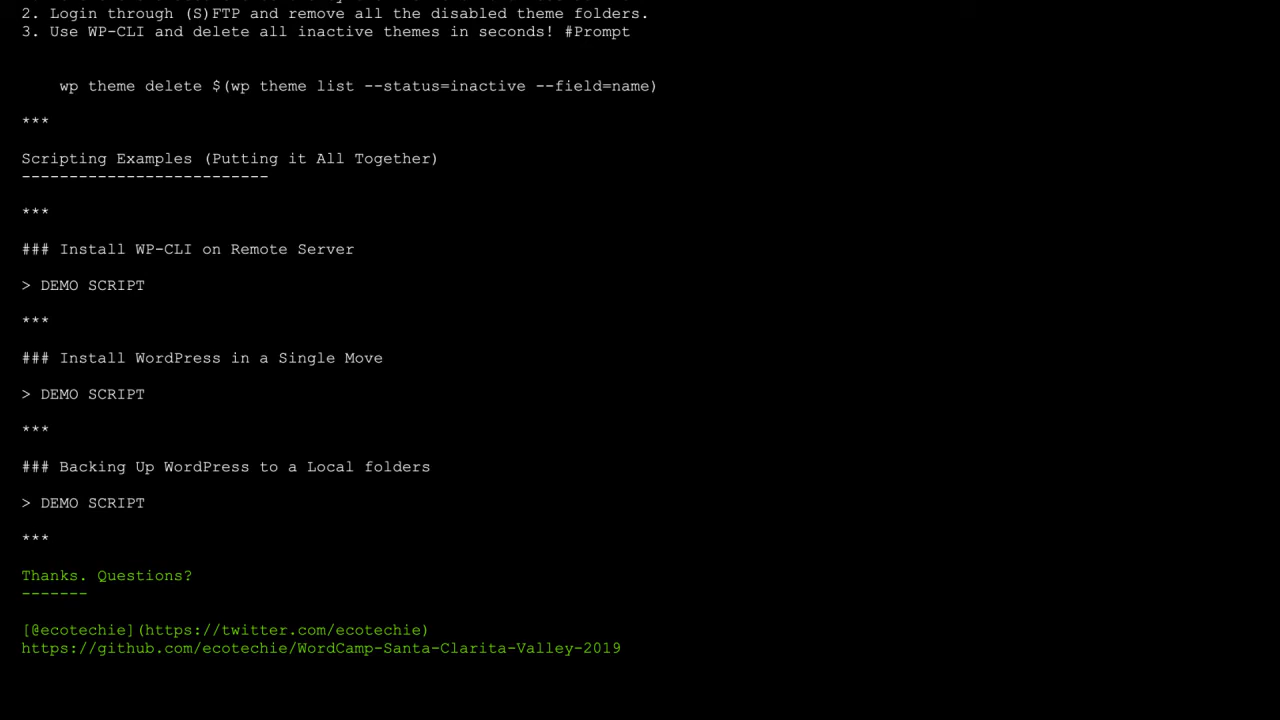 2. Login through (S)FTP and remove all the disabled theme folders.
3. Use WP-CLI and delete all inactive themes in seconds! #Prompt
wp theme delete $(wp theme list --status=inactive --field=name)
***
Scripting Examples (Putting it All Together)
--------------------------
***
### Install WP-CLI on Remote Server
> DEMO SCRIPT
***
### Install WordPress in a Single Move
> DEMO SCRIPT
***
### Backing Up WordPress to a Local folders
> DEMO SCRIPT
***
Thanks. Questions?
-------
[@ecotechie](https://twitter.com/ecotechie)
https://github.com/ecotechie/WordCamp-Santa-Clarita-Valley-2019